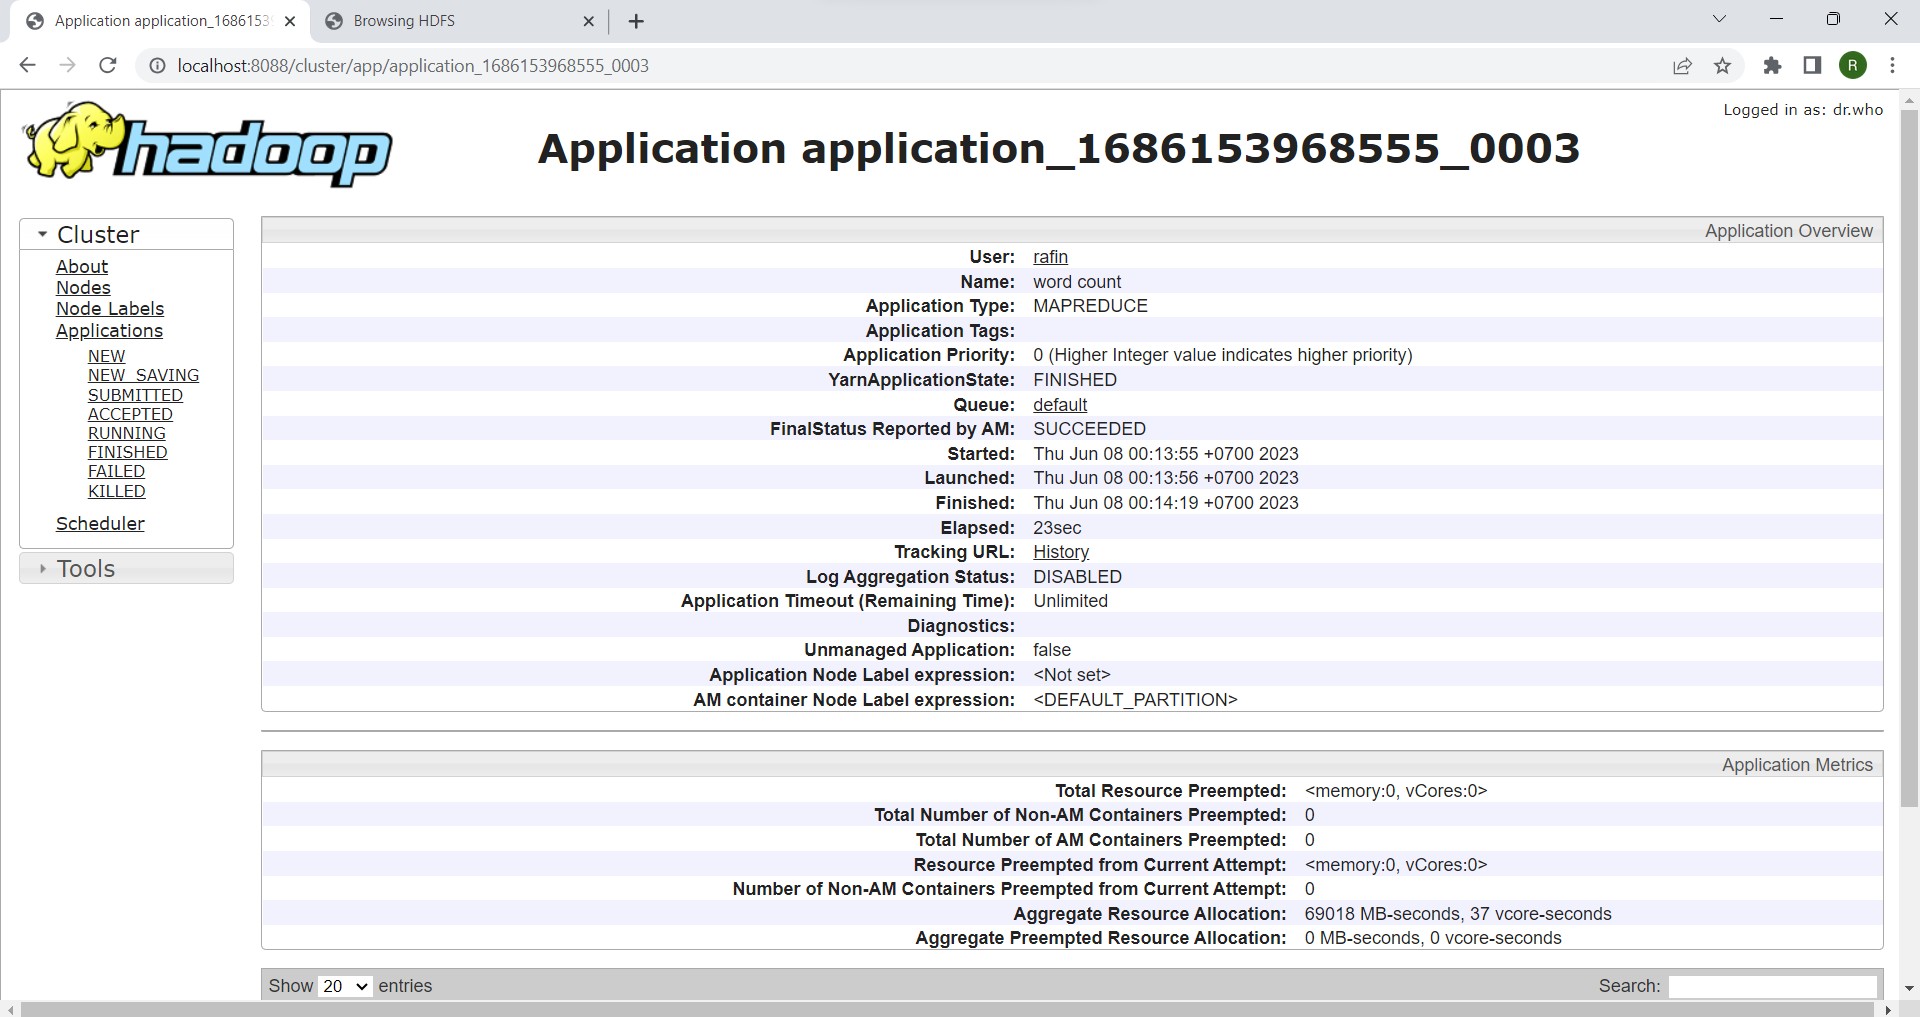 Application application_1686153
Browsing HDFS
localhost:8088/cluster/app/application_1686153968555_0003
R
Logged in as: dr.who
hadoop
Application application_1686153968555_0003
Cluster
About
Nodes
Node Labels
Applications
NEW
NEW_SAVING
SUBMITTED
ACCEPTED
RUNNING
FINISHED
FAILED
KILLED
Scheduler
Tools
Application Overview
User: rafin
Name: word count
Application Type: MAPREDUCE
Application Tags:
Application Priority: 0 (Higher Integer value indicates higher priority)
YarnApplicationState: FINISHED
Queue: default
FinalStatus Reported by AM: SUCCEEDED
Started: Thu Jun 08 00:13:55 +0700 2023
Launched: Thu Jun 08 00:13:56 +0700 2023
Finished: Thu Jun 08 00:14:19 +0700 2023
Elapsed: 23sec
Tracking URL: History
Log Aggregation Status: DISABLED
Application Timeout (Remaining Time): Unlimited
Diagnostics:
Unmanaged Application: false
Application Node Label expression: <Not set>
AM container Node Label expression: <DEFAULT_PARTITION>
Application Metrics
Total Resource Preempted: <memory:0, vCores:0>
Total Number of Non-AM Containers Preempted: 0
Total Number of AM Containers Preempted: 0
Resource Preempted from Current Attempt: <memory:0, vCores:0>
Number of Non-AM Containers Preempted from Current Attempt: 0
Aggregate Resource Allocation: 69018 MB-seconds, 37 vcore-seconds
Aggregate Preempted Resource Allocation: 0 MB-seconds, 0 vcore-seconds
Show 20 entries
Search: